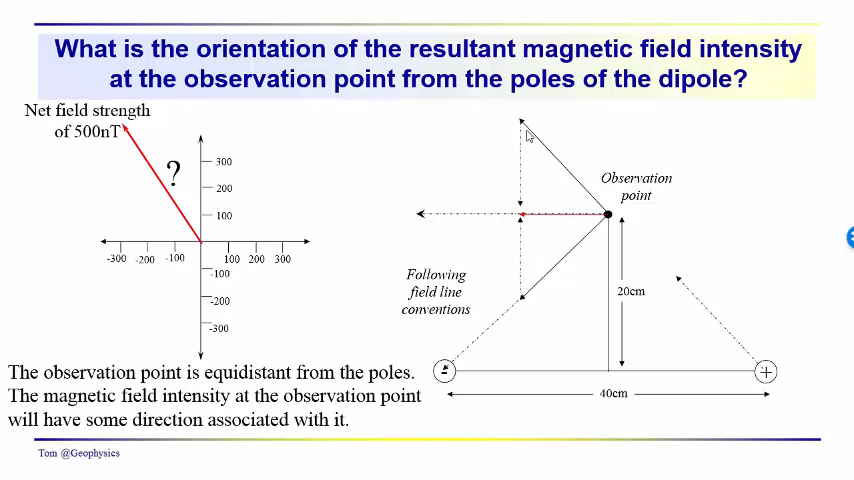 What is the orientation of the resultant magnetic field intensity
at the observation point from the poles of the dipole?
Net field strength
of 500nT
?
300
200
100
-300 -200 -100 100 200 300
-100
-200
-300
Observation
point
Following
field line
conventions
20cm
- +
40cm
The observation point is equidistant from the poles.
The magnetic field intensity at the observation point
will have some direction associated with it.
Tom @Geophysics